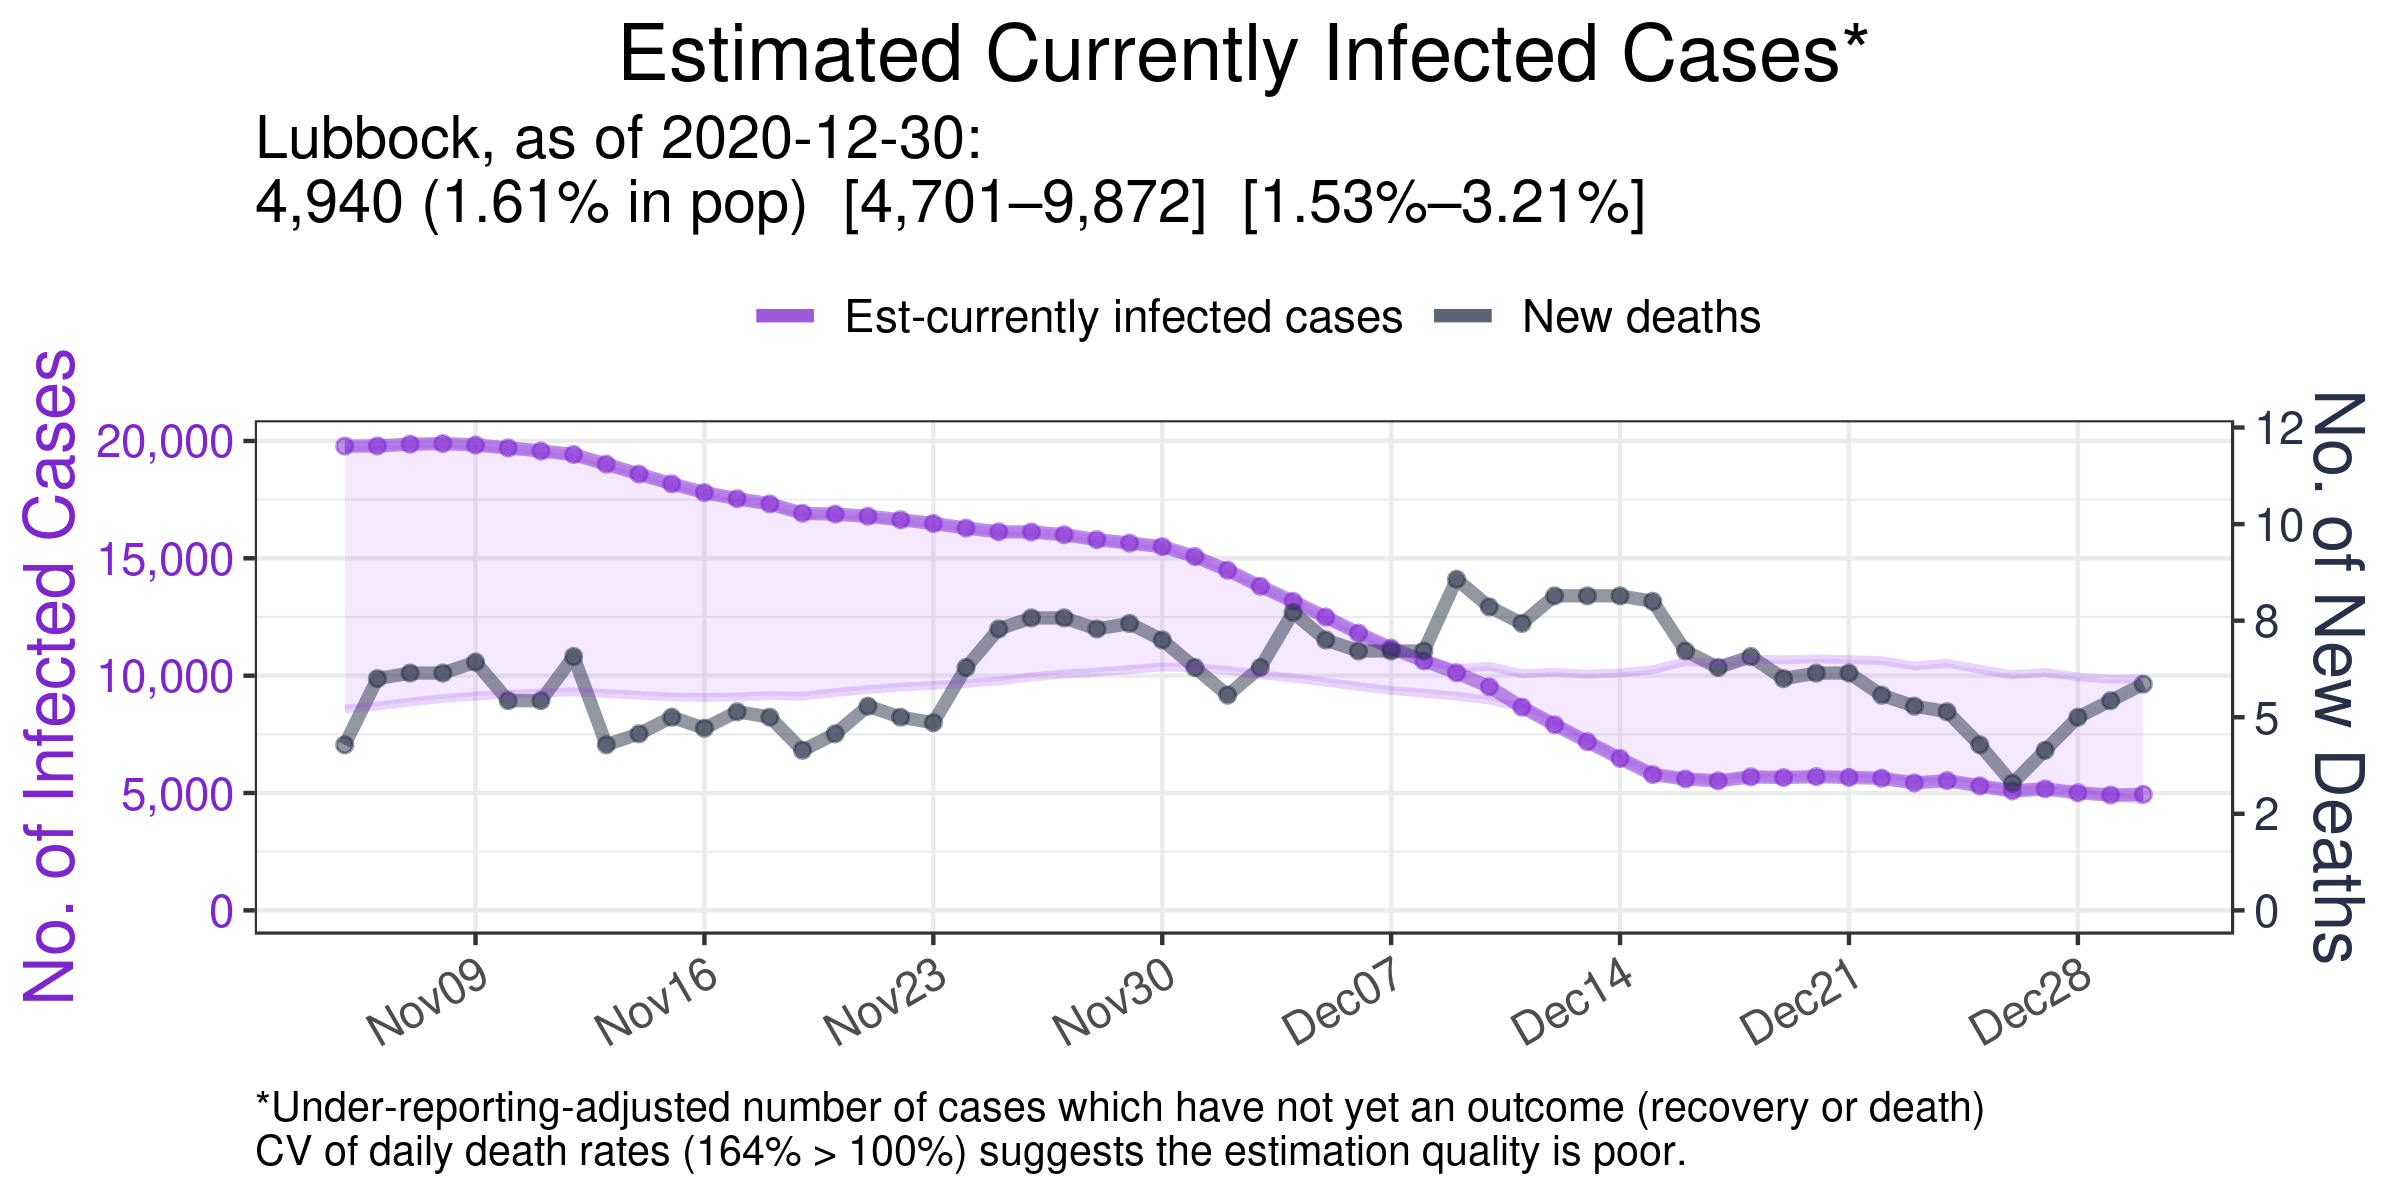 Estimated Currently Infected Cases*
Lubbock, as of 2020-12-30:
4,940 (1.61% in pop)  [4,701–9,872]  [1.53%–3.21%]
Est-currently infected cases
New deaths
No. of Infected Cases
20,000
15,000
10,000
5,000
0
12
10
8
5
2
0
No. of New Deaths
Nov09
Nov16
Nov23
Nov30
Dec07
Dec14
Dec21
Dec28
*Under-reporting-adjusted number of cases which have not yet an outcome (recovery or death)
CV of daily death rates (164% > 100%) suggests the estimation quality is poor.